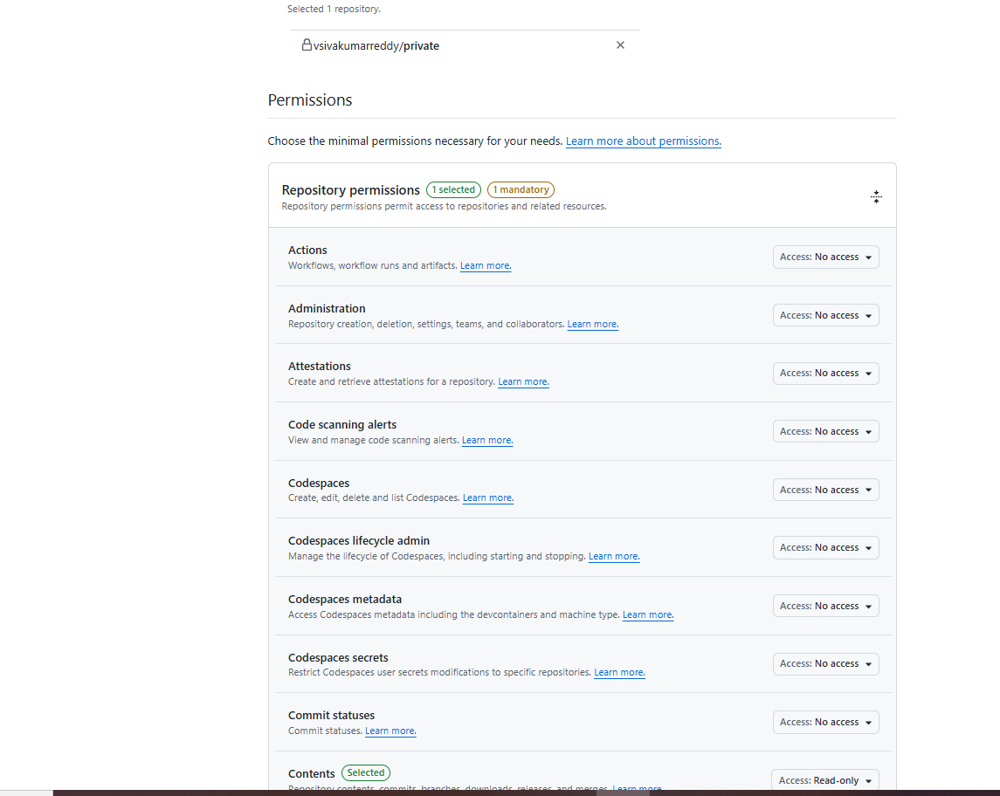 Selected 1 repository.
vsivakumarreddy/private
Permissions
Choose the minimal permissions necessary for your needs. Learn more about permissions.
Repository permissions 1 selected 1 mandatory
Repository permissions permit access to repositories and related resources.
Actions
Workflows, workflow runs and artifacts. Learn more.
Access: No access
Administration
Repository creation, deletion, settings, teams, and collaborators. Learn more.
Access: No access
Attestations
Create and retrieve attestations for a repository. Learn more.
Access: No access
Code scanning alerts
View and manage code scanning alerts. Learn more.
Access: No access
Codespaces
Create, edit, delete and list Codespaces. Learn more.
Access: No access
Codespaces lifecycle admin
Manage the lifecycle of Codespaces, including starting and stopping. Learn more.
Access: No access
Codespaces metadata
Access Codespaces metadata including the devcontainers and machine type. Learn more.
Access: No access
Codespaces secrets
Restrict Codespaces user secrets modifications to specific repositories. Learn more.
Access: No access
Commit statuses
Commit statuses. Learn more.
Access: No access
Contents Selected
Repository contents, commits, branches, downloads, releases, and merges. Learn more.
Access: Read-only